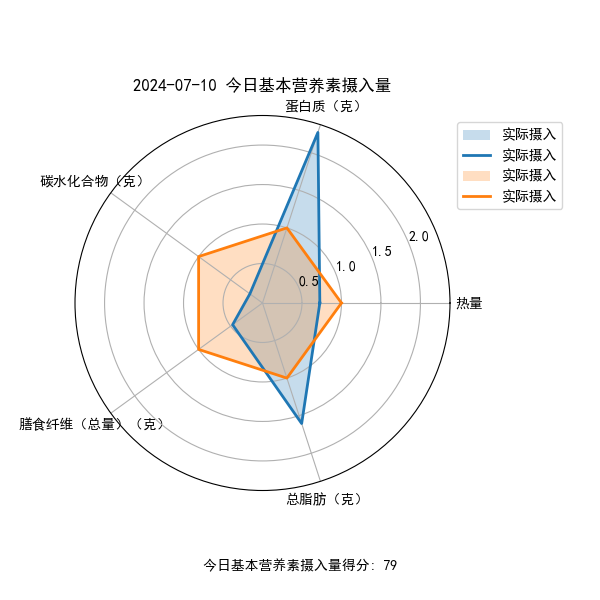 2024-07-10 今日基本营养素摄入量
蛋白质（克）
实际摄入
实际摄入
实际摄入
实际摄入
碳水化合物（克）
2.0
1.5
1.0
0.5
热量
膳食纤维（总量）（克）
总脂肪（克）
今日基本营养素摄入量得分: 79